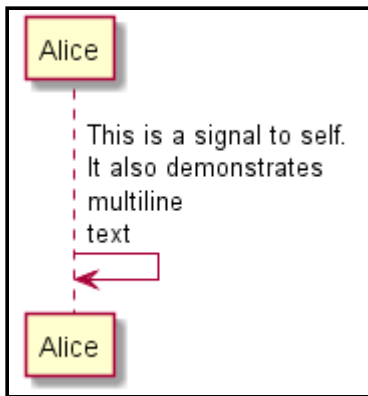 Alice
This is a signal to self.
It also demonstrates
multiline
text
Alice